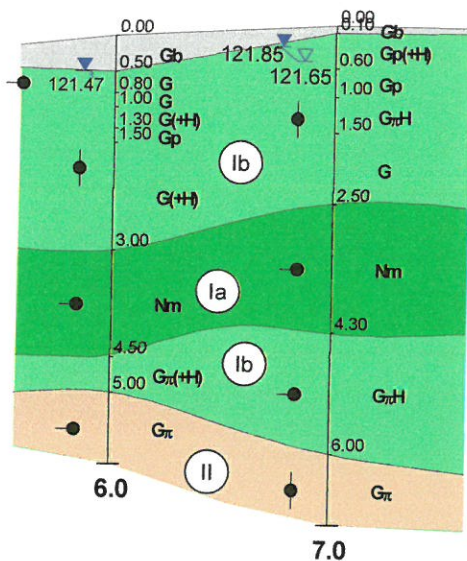 0.00
Gb
0.50
121.47
0.80 G
1.00 G
1.30 G(+H)
1.50 Gp
G(+H)
3.00
Nm
4.50
Gπ(+H)
5.00
Gπ
6.0
Ib
Ia
Ib
II
0.00
0.10 Gb
121.85
121.65
Gp(+H)
0.60
Gp
1.00
GπH
1.50
G
2.50
Nm
4.30
GπH
6.00
Gπ
7.0